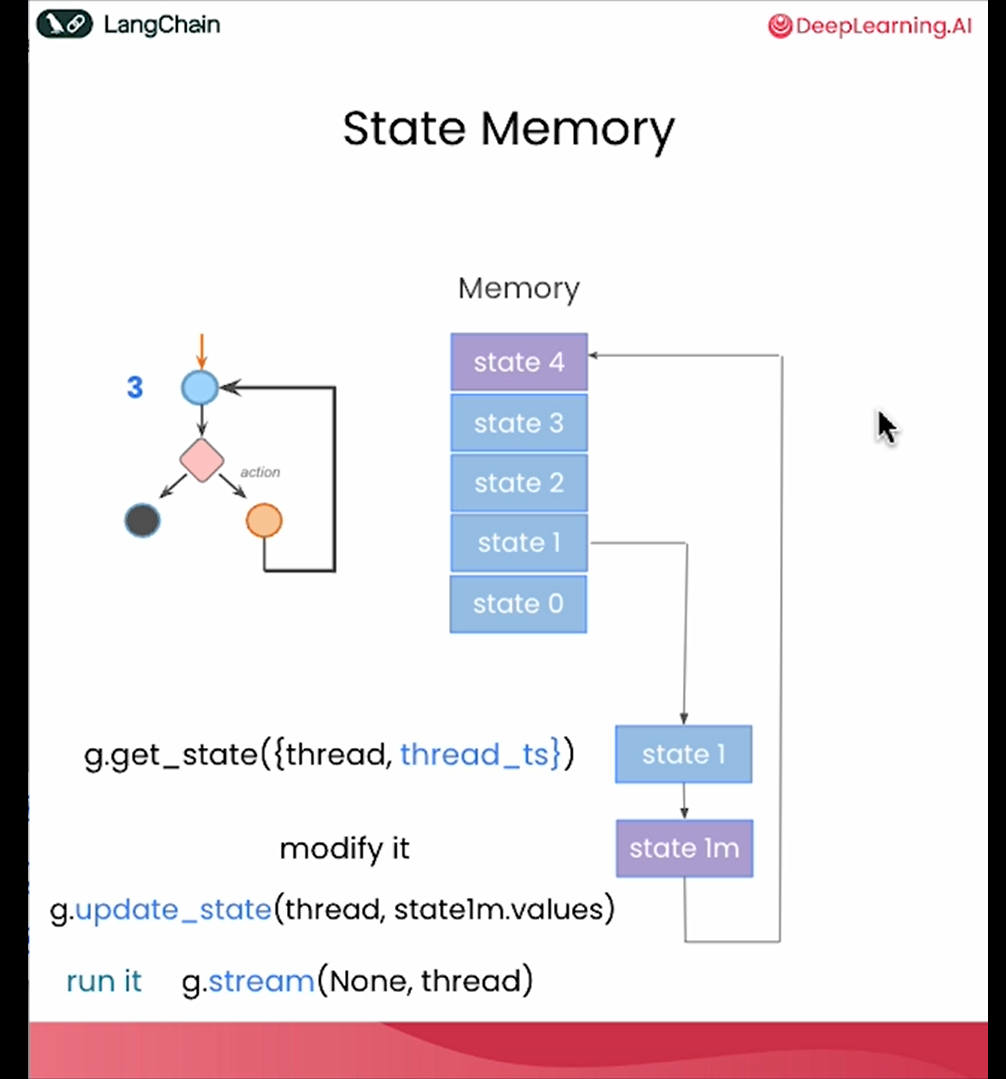 LangChain
DeepLearning.AI
State Memory
Memory
state 4
3
state 3
action
state 2
state 1
state 0
g.get_state({thread, thread_ts})
state 1
modify it
state 1m
g.update_state(thread, state1m.values)
run it g.stream(None, thread)